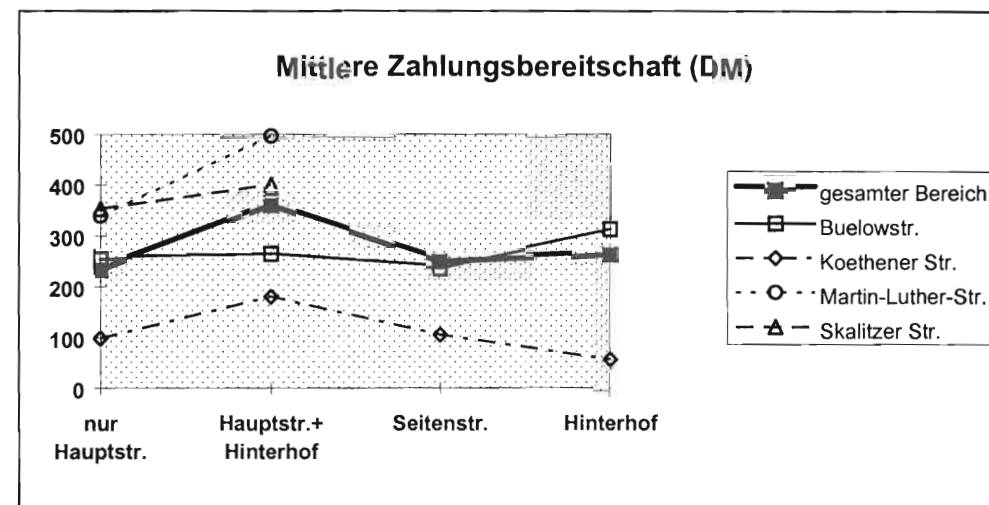 Mittlere Zahlungsbereitschaft (DM)
500
400
300
200
100
0
nur
Hauptstr.
Hauptstr.+
Hinterhof
Seitenstr.
Hinterhof
gesamter Bereich
Buelowstr.
Koethener Str.
Martin-Luther-Str.
Skalitzer Str.